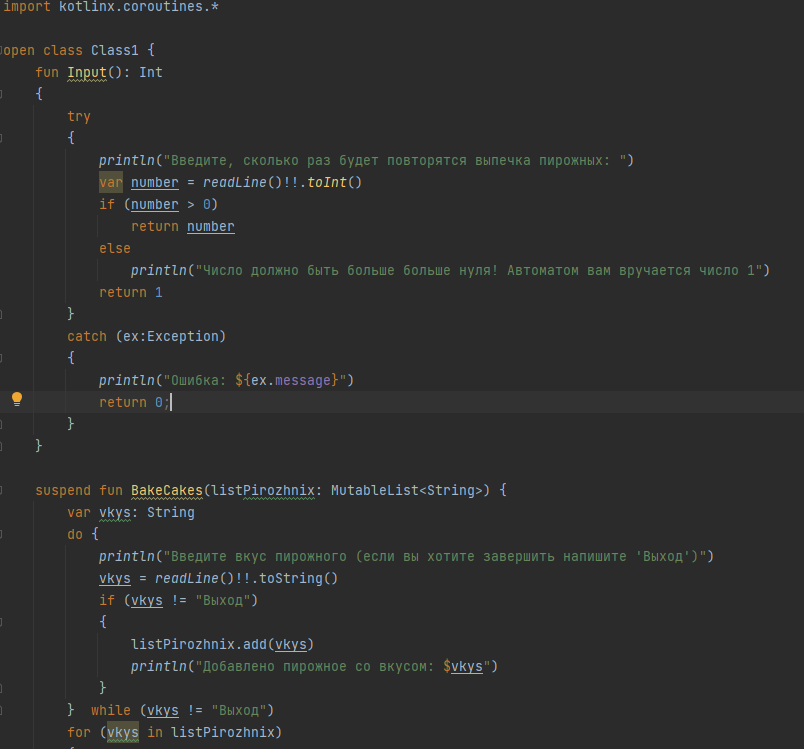 import kotlinx.coroutines.*
open class Class1 {
fun Input(): Int
{
try
{
println("Введите, сколько раз будет повторятся выпечка пирожных: ")
var number = readLine()!!.toInt()
if (number > 0)
return number
else
println("Число должно быть больше больше нуля! Автоматом вам вручается число 1")
return 1
}
catch (ex:Exception)
{
println("Ошибка: ${ex.message}")
return 0;
}
}
suspend fun BakeCakes(listPirozhnix: MutableList<String>) {
var vkys: String
do {
println("Введите вкус пирожного (если вы хотите завершить напишите 'Выход')")
vkys = readLine()!!.toString()
if (vkys != "Выход")
{
listPirozhnix.add(vkys)
println("Добавлено пирожное со вкусом: $vkys")
}
} while (vkys != "Выход")
for (vkys in listPirozhnix)